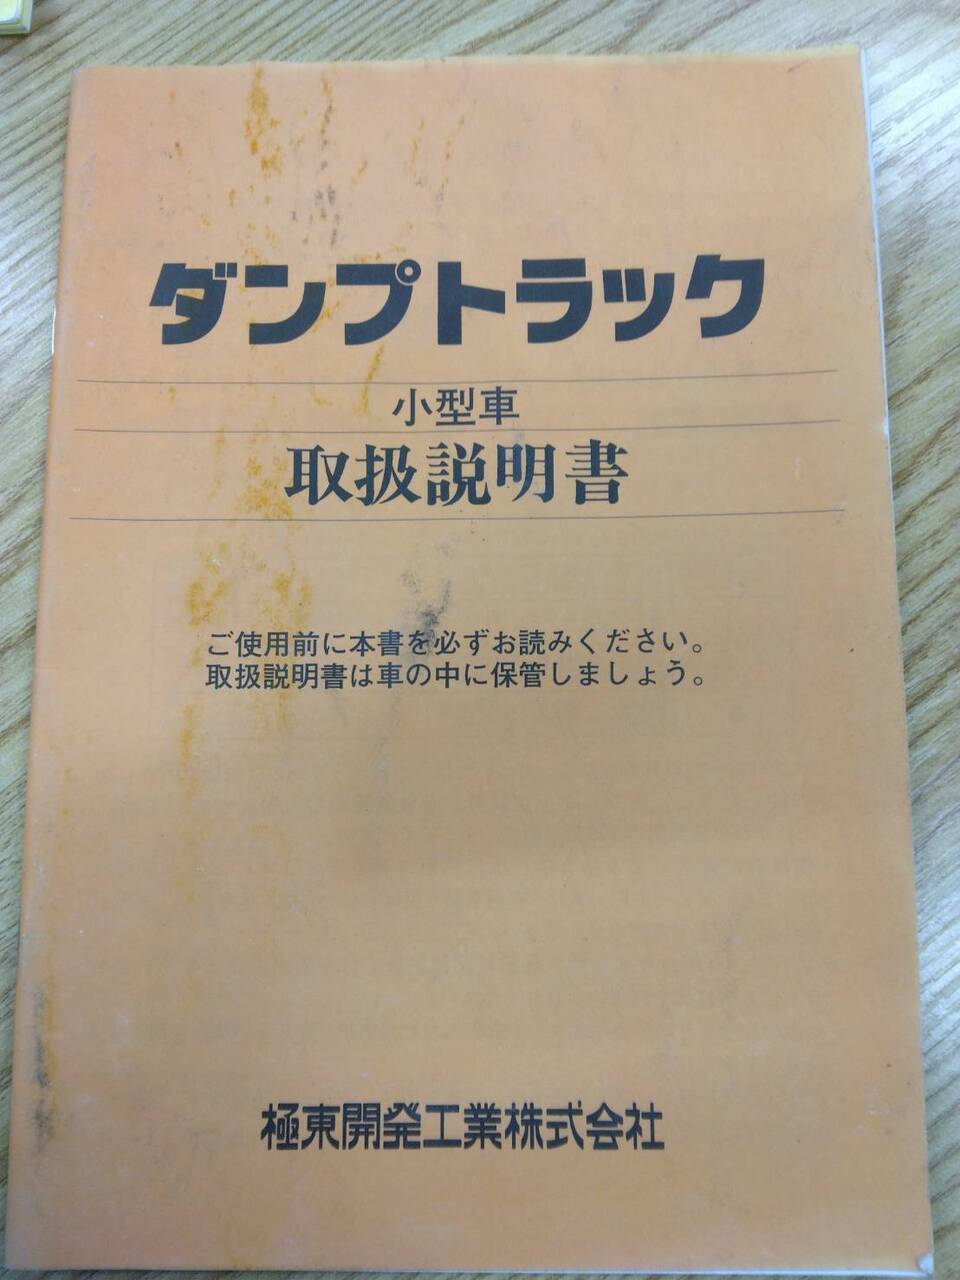 ダンプトラック
小型車
取扱説明書
ご使用前に本書を必ずお読みください。
取扱説明書は車の中に保管しましょう。
極東開発工業株式会社